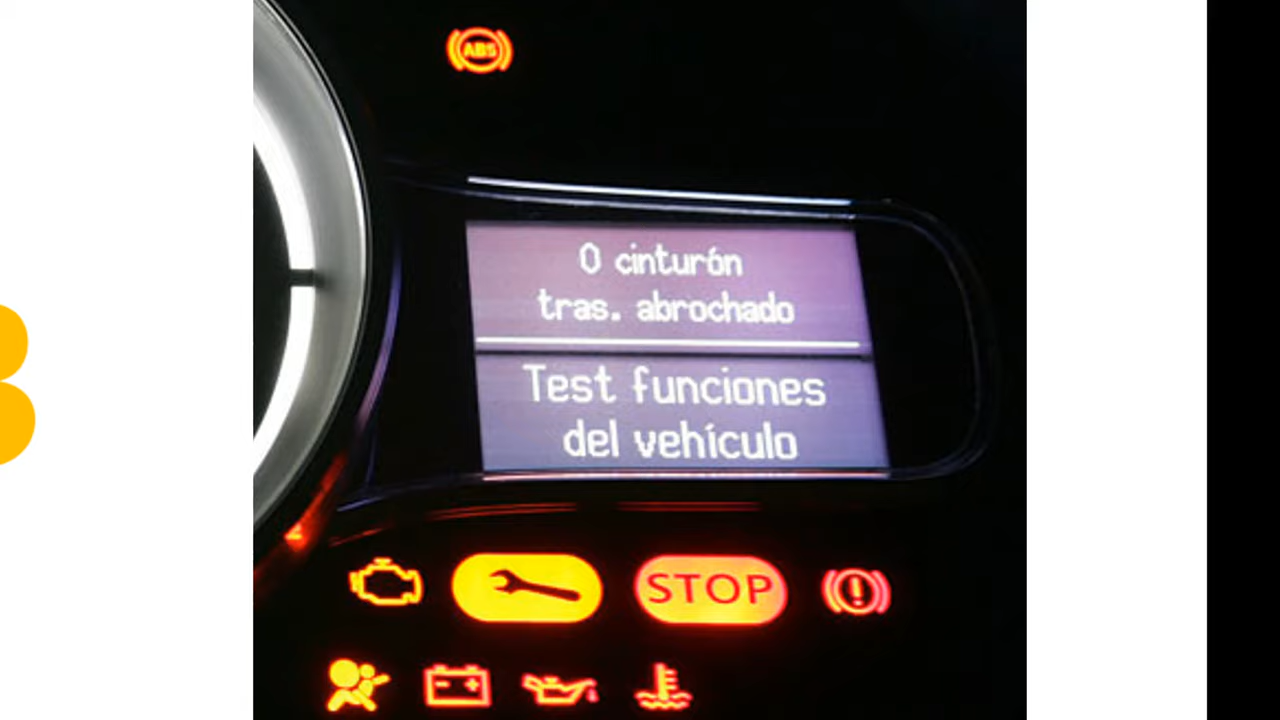 ABS
0 cinturón
tras. abrochado
Test funciones
del vehículo
STOP